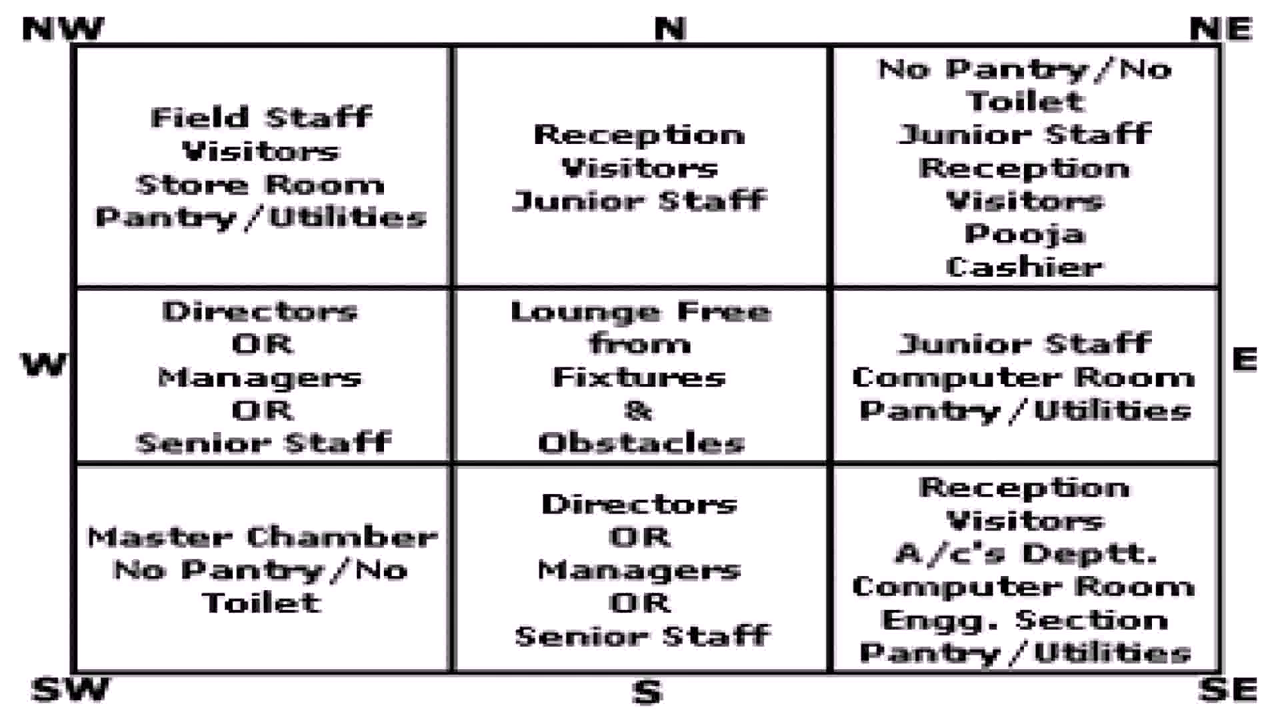 NW
N
NE
Field Staff
Visitors
Store Room
Pantry/Utilities
Reception
Visitors
Junior Staff
No Pantry/No
Toilet
Junior Staff
Reception
Visitors
Pooja
Cashier
W
Directors
OR
Managers
OR
Senior Staff
Lounge Free
from
Fixtures
&
Obstacles
Junior Staff
Computer Room
Pantry/Utilities
E
Master Chamber
No Pantry/No
Toilet
Directors
OR
Managers
OR
Senior Staff
Reception
Visitors
A/c's Deptt.
Computer Room
Engg. Section
Pantry/Utilities
SW
S
SE